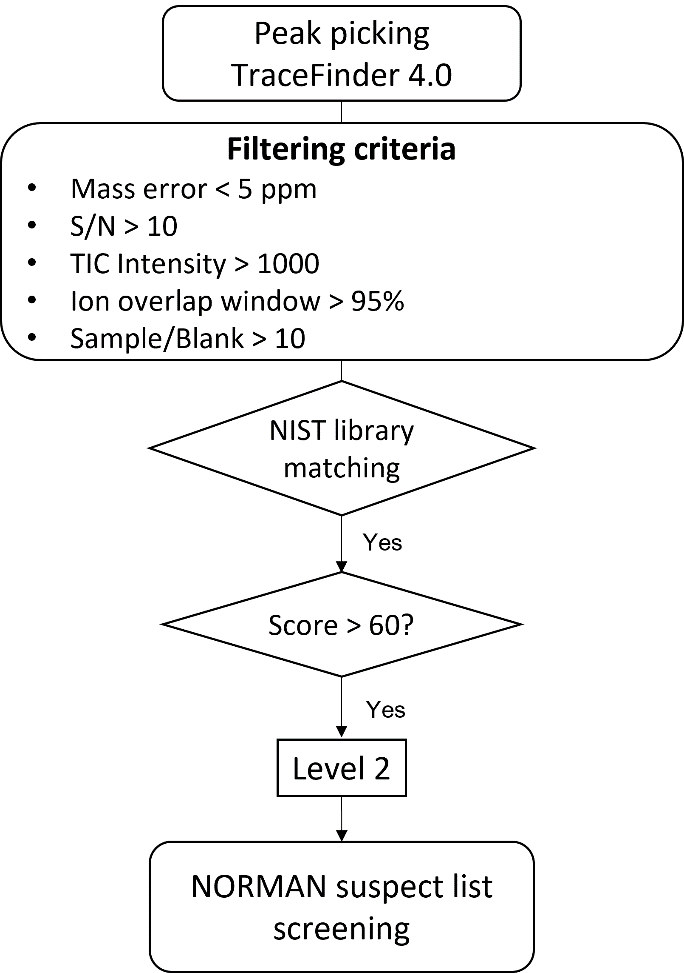 Peak picking
TraceFinder 4.0
Filtering criteria
• Mass error < 5 ppm
• S/N > 10
• TIC Intensity > 1000
• Ion overlap window > 95%
• Sample/Blank > 10
NIST library
matching
Yes
Score > 60?
Yes
Level 2
NORMAN suspect list
screening